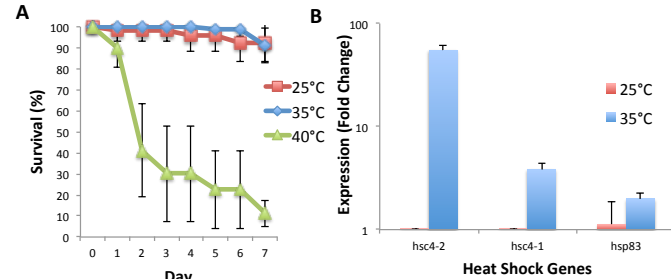 A
100
90
80
70
60
50
40
30
20
10
0
Survival (%)
0 1 2 3 4 5 6 7
Day
25°C
35°C
40°C
B
100
10
1
Expression (Fold Change)
hsc4-2 hsc4-1 hsp83
Heat Shock Genes
25°C
35°C